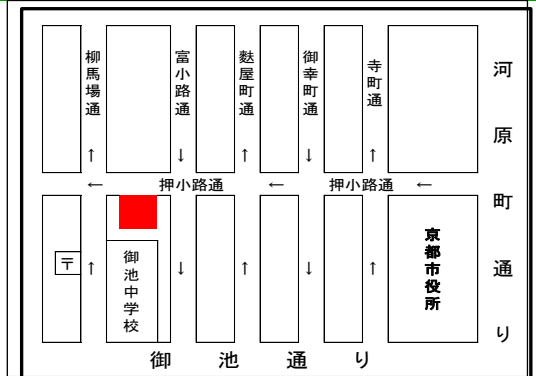 柳馬場通
富小路通
麩屋町通
御幸町通
寺町通
河原町通り
↑
↓
↑
↓
↑
←
押小路通
←
押小路通
←
〒
↑
御池中学校
↓
↑
↓
↑
京都市役所
御池通り